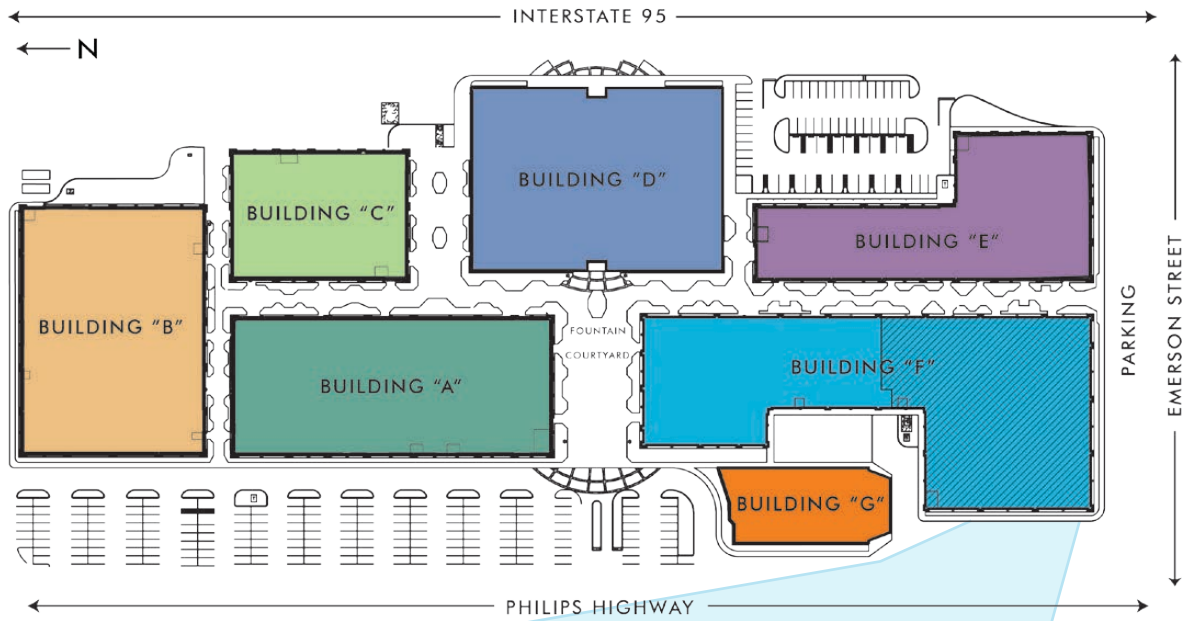 INTERSTATE 95
N
BUILDING "D"
BUILDING "C"
BUILDING "E"
BUILDING "B"
FOUNTAIN
COURTYARD
BUILDING "A"
BUILDING "F"
BUILDING "G"
PARKING
EMERSON STREET
PHILIPS HIGHWAY